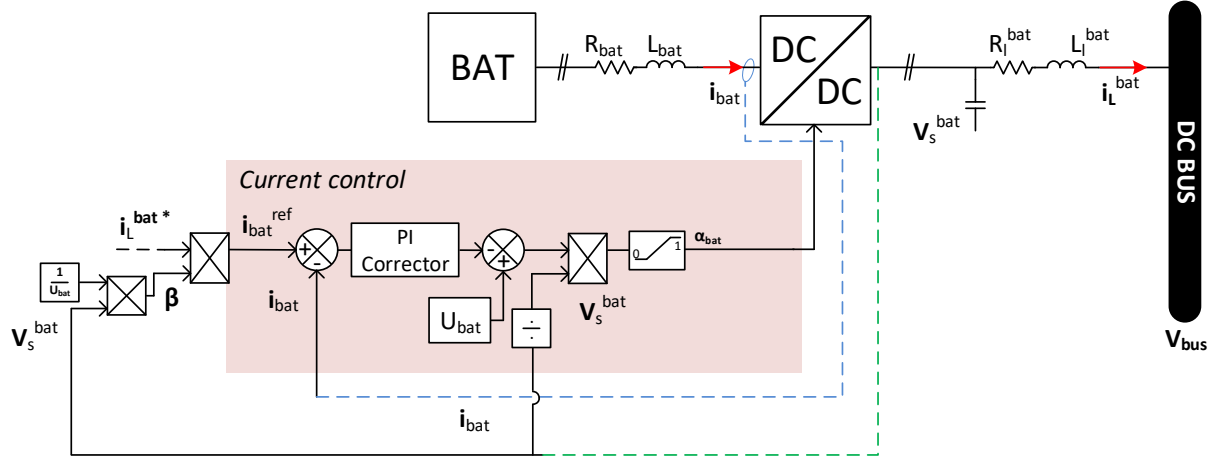 BAT
R_bat
L_bat
i_bat
DC
DC
R_l^bat
L_l^bat
i_L^bat
V_s^bat
DC BUS
V_bus
Current control
i_L^bat *
i_bat^ref
+
-
PI
Corrector
-
+
0
1
α_bat
1
U_bat
β
V_s^bat
i_bat
U_bat
÷
V_s^bat
i_bat